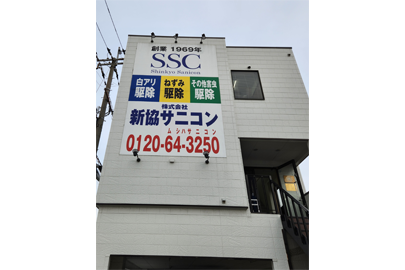 創業 1969年
SSC
Shinkyo Sanicon
白アリ ねずみ その他害虫
駆除 駆除 駆除
株式会社
新協サニコン
ムシハサニコン
0120-64-3250